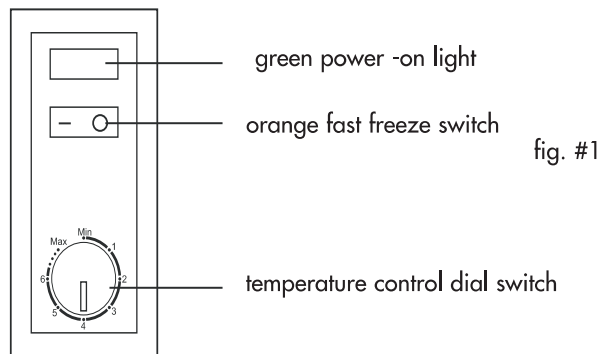 green power -on light
orange fast freeze switch
fig. #1
Min
Max
1
6
2
5
3
4
temperature control dial switch